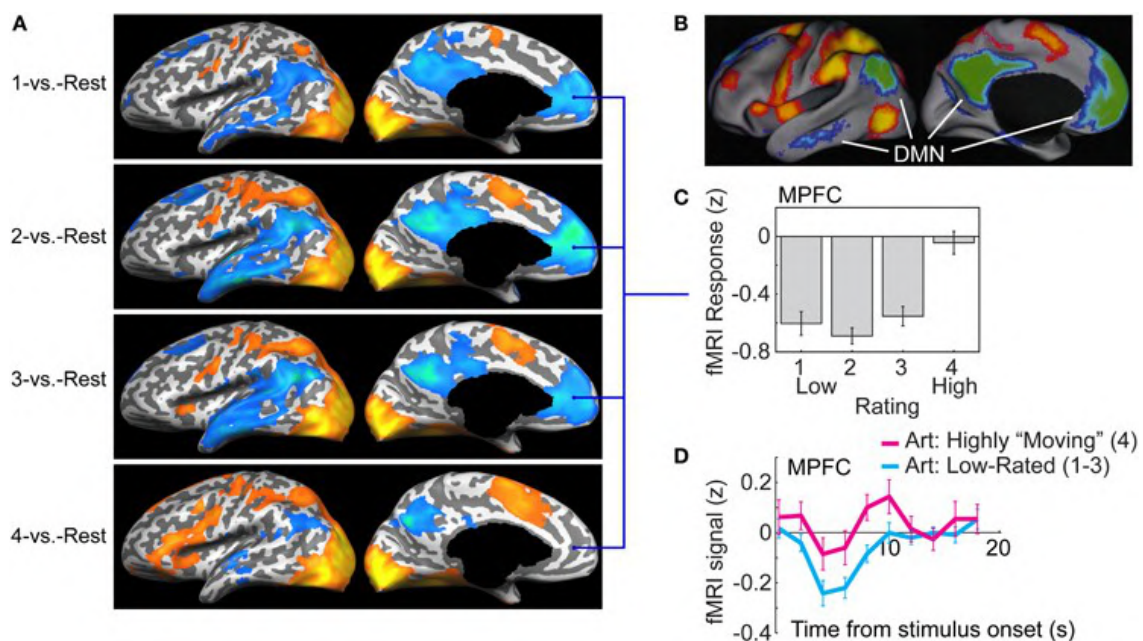 A
1-vs.-Rest
2-vs.-Rest
3-vs.-Rest
4-vs.-Rest
B
DMN
C
MPFC
fMRI Response (z)
0
-0.4
-0.8
1 2 3 4
Low High
Rating
D
Art: Highly "Moving" (4)
Art: Low-Rated (1-3)
MPFC
fMRI signal (z)
0.2
0
-0.2
-0.4
10 20
Time from stimulus onset (s)